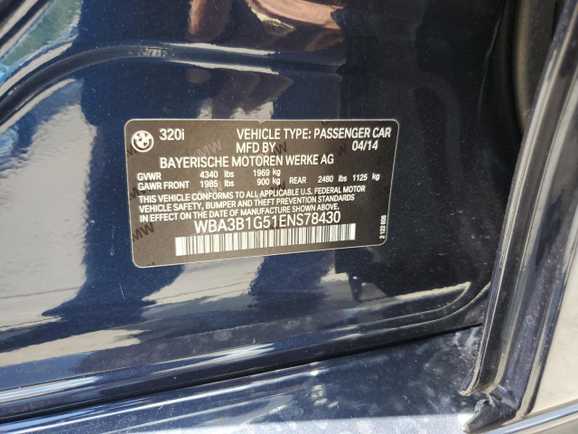 320i VEHICLE TYPE: PASSENGER CAR
MFD BY 04/14
BAYERISCHE MOTOREN WERKE AG
GVWR 4340 lbs 1969 kg
GAWR FRONT 1985 lbs 900 kg REAR 2480 lbs 1125 kg
THIS VEHICLE CONFORMS TO ALL APPLICABLE U.S. FEDERAL MOTOR
VEHICLE SAFETY, BUMPER AND THEFT PREVENTION STANDARDS
IN EFFECT ON THE DATE OF MANUFACTURE SHOWN ABOVE.
WBA3B1G51ENS78430